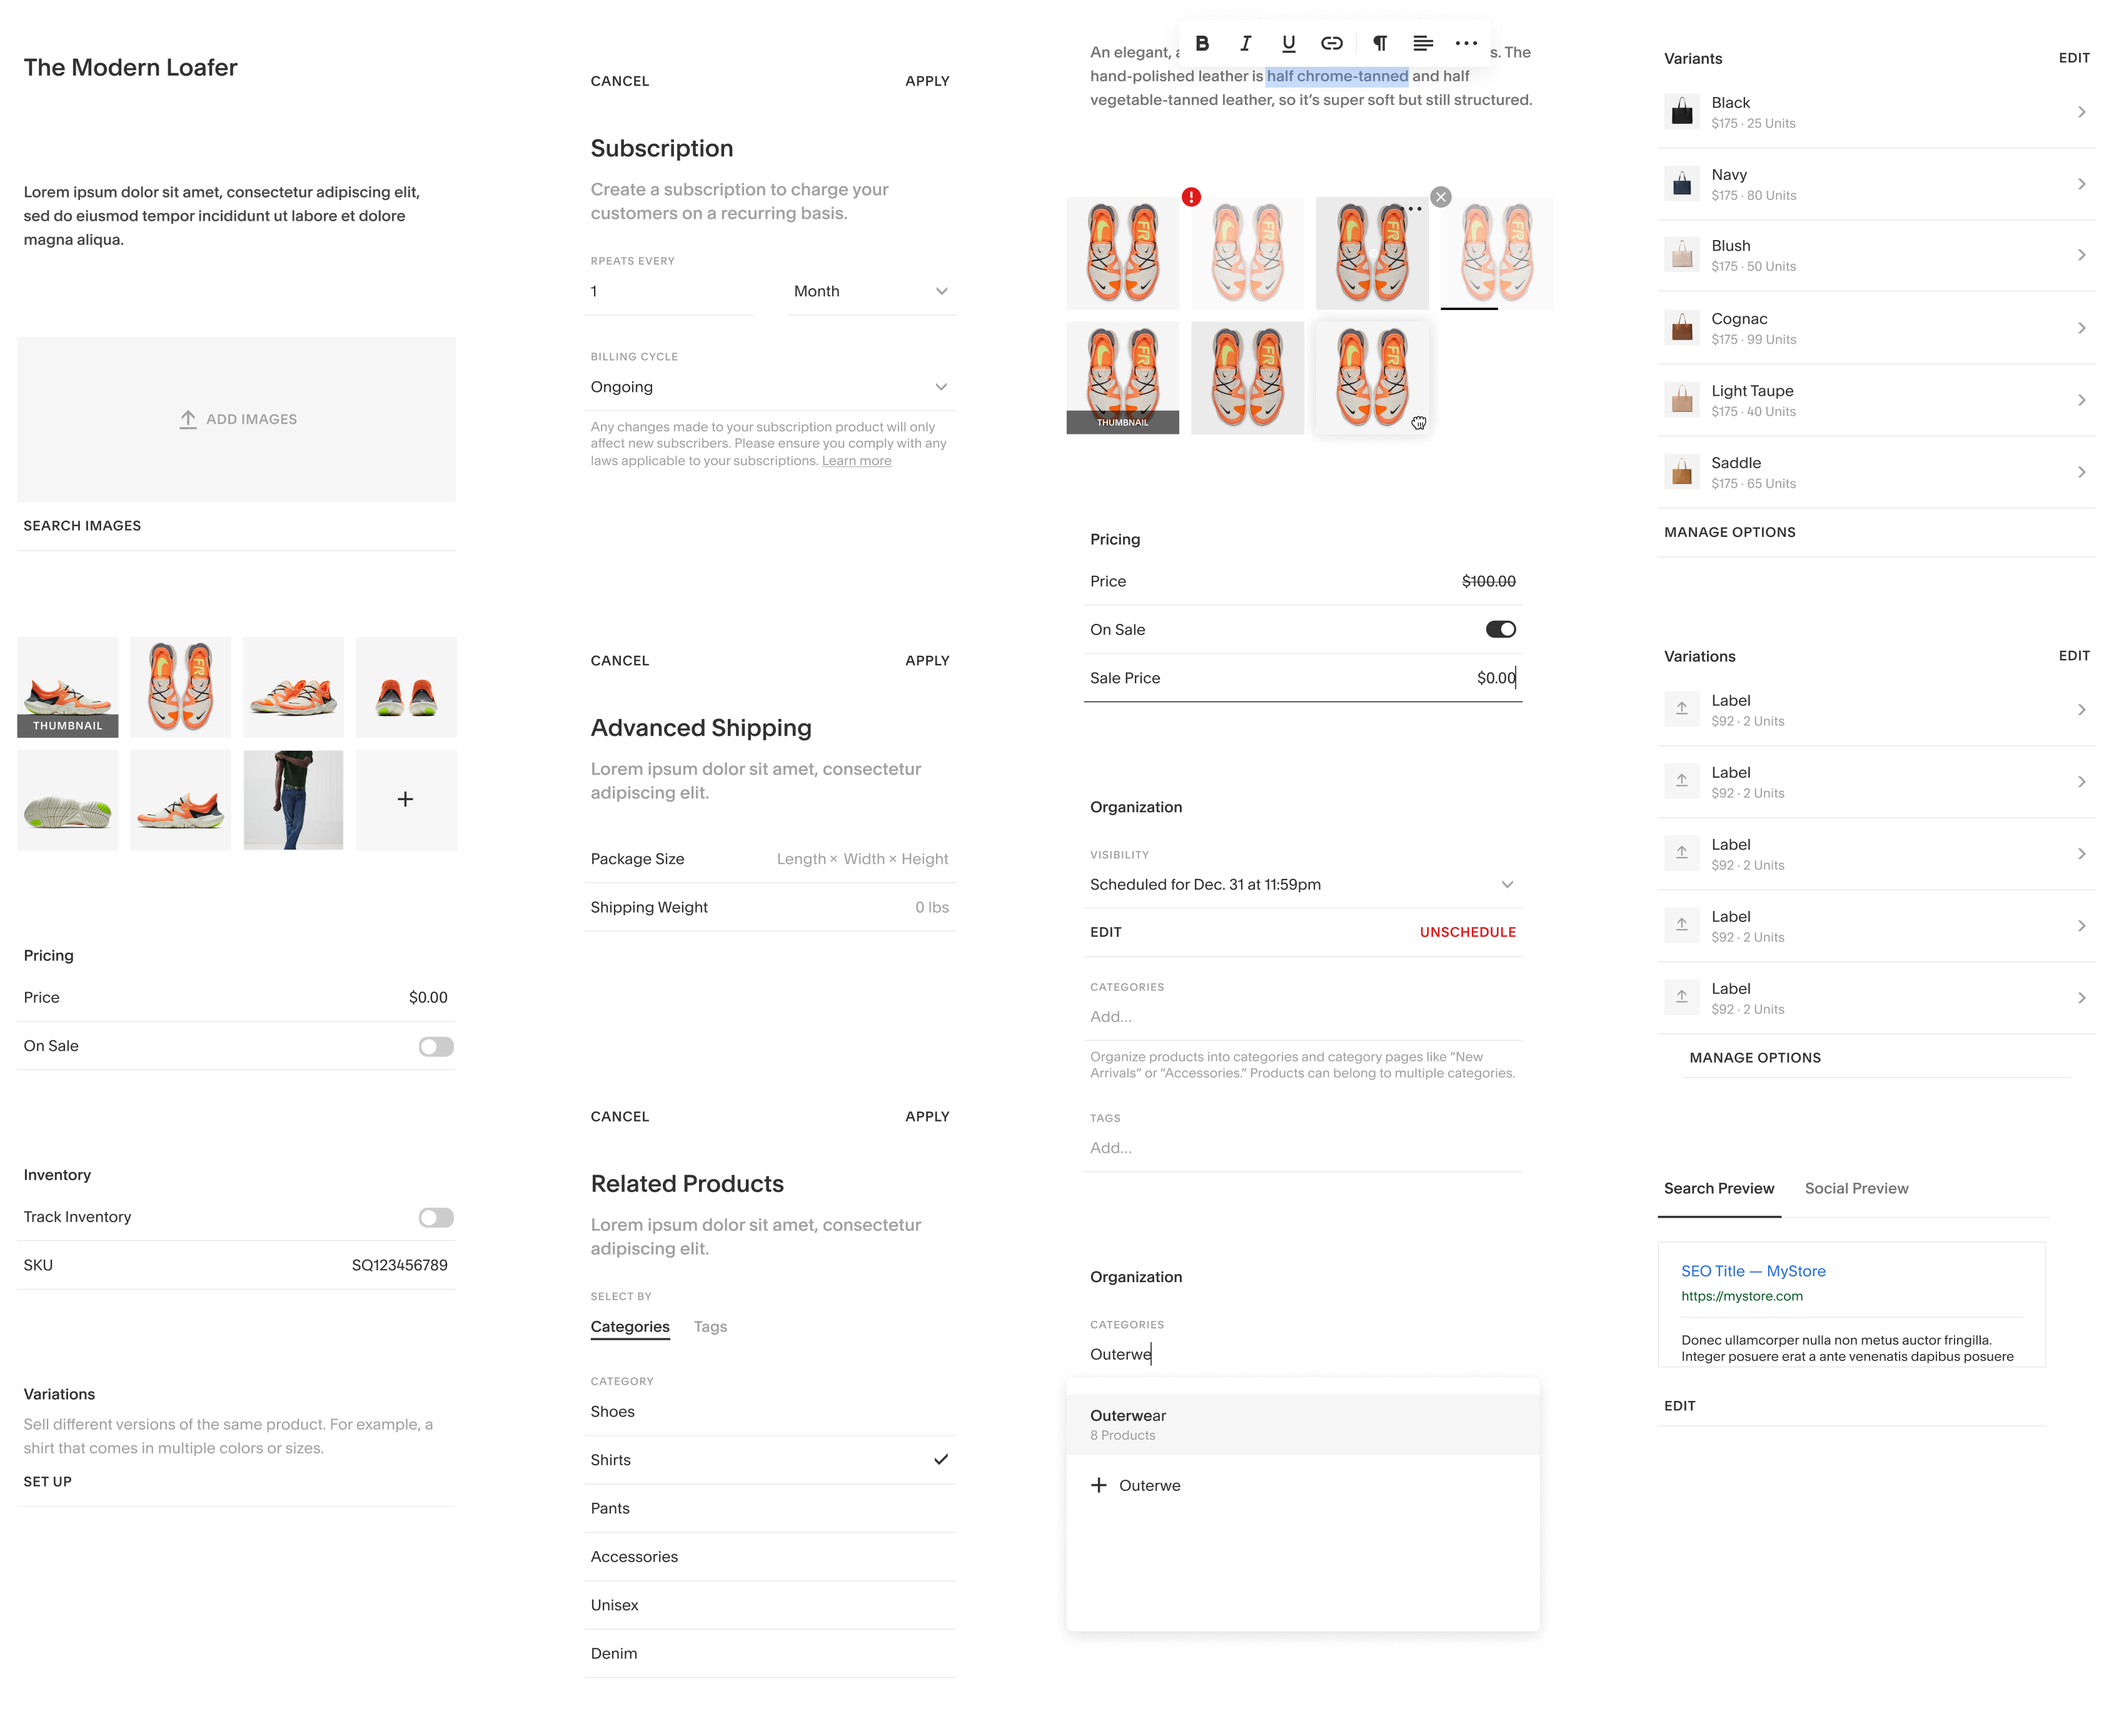 The Modern Loafer
Lorem ipsum dolor sit amet, consectetur adipiscing elit,
sed do eiusmod tempor incididunt ut labore et dolore
magna aliqua.
ADD IMAGES
SEARCH IMAGES
THUMBNAIL
Pricing
Price $0.00
On Sale
Inventory
Track Inventory
SKU SQ123456789
Variations
Sell different versions of the same product. For example, a
shirt that comes in multiple colors or sizes.
SET UP
CANCEL APPLY
Subscription
Create a subscription to charge your
customers on a recurring basis.
RPEATS EVERY
1 Month
BILLING CYCLE
Ongoing
Any changes made to your subscription product will only
affect new subscribers. Please ensure you comply with any
laws applicable to your subscriptions. Learn more
CANCEL APPLY
Advanced Shipping
Lorem ipsum dolor sit amet, consectetur
adipiscing elit.
Package Size Length × Width × Height
Shipping Weight 0 lbs
CANCEL APPLY
Related Products
Lorem ipsum dolor sit amet, consectetur
adipiscing elit.
SELECT BY
Categories Tags
CATEGORY
Shoes
Shirts
Pants
Accessories
Unisex
Denim
B I U ¶
An elegant, s. The
hand-polished leather is half chrome-tanned and half
vegetable-tanned leather, so it’s super soft but still structured.
THUMBNAIL
Pricing
Price $100.00
On Sale
Sale Price $0.00
Organization
VISIBILITY
Scheduled for Dec. 31 at 11:59pm
EDIT UNSCHEDULE
CATEGORIES
Add...
Organize products into categories and category pages like “New
Arrivals” or “Accessories.” Products can belong to multiple categories.
TAGS
Add...
Organization
CATEGORIES
Outerwe
Outerwear
8 Products
+ Outerwe
Variants EDIT
Black
$175 · 25 Units
Navy
$175 · 80 Units
Blush
$175 · 50 Units
Cognac
$175 · 99 Units
Light Taupe
$175 · 40 Units
Saddle
$175 · 65 Units
MANAGE OPTIONS
Variations EDIT
Label
$92 · 2 Units
Label
$92 · 2 Units
Label
$92 · 2 Units
Label
$92 · 2 Units
Label
$92 · 2 Units
MANAGE OPTIONS
Search Preview Social Preview
SEO Title — MyStore
https://mystore.com
Donec ullamcorper nulla non metus auctor fringilla.
Integer posuere erat a ante venenatis dapibus posuere
EDIT